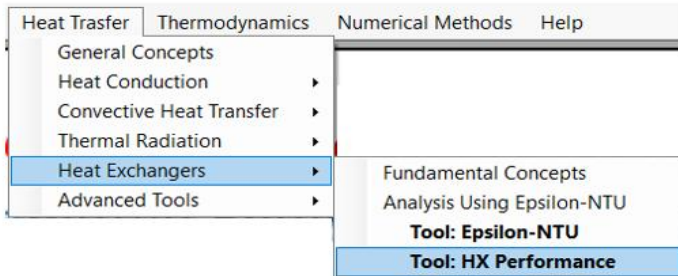 Heat Trasfer Thermodynamics Numerical Methods Help
General Concepts
Heat Conduction
Convective Heat Transfer
Thermal Radiation
Heat Exchangers
Advanced Tools
Fundamental Concepts
Analysis Using Epsilon-NTU
Tool: Epsilon-NTU
Tool: HX Performance